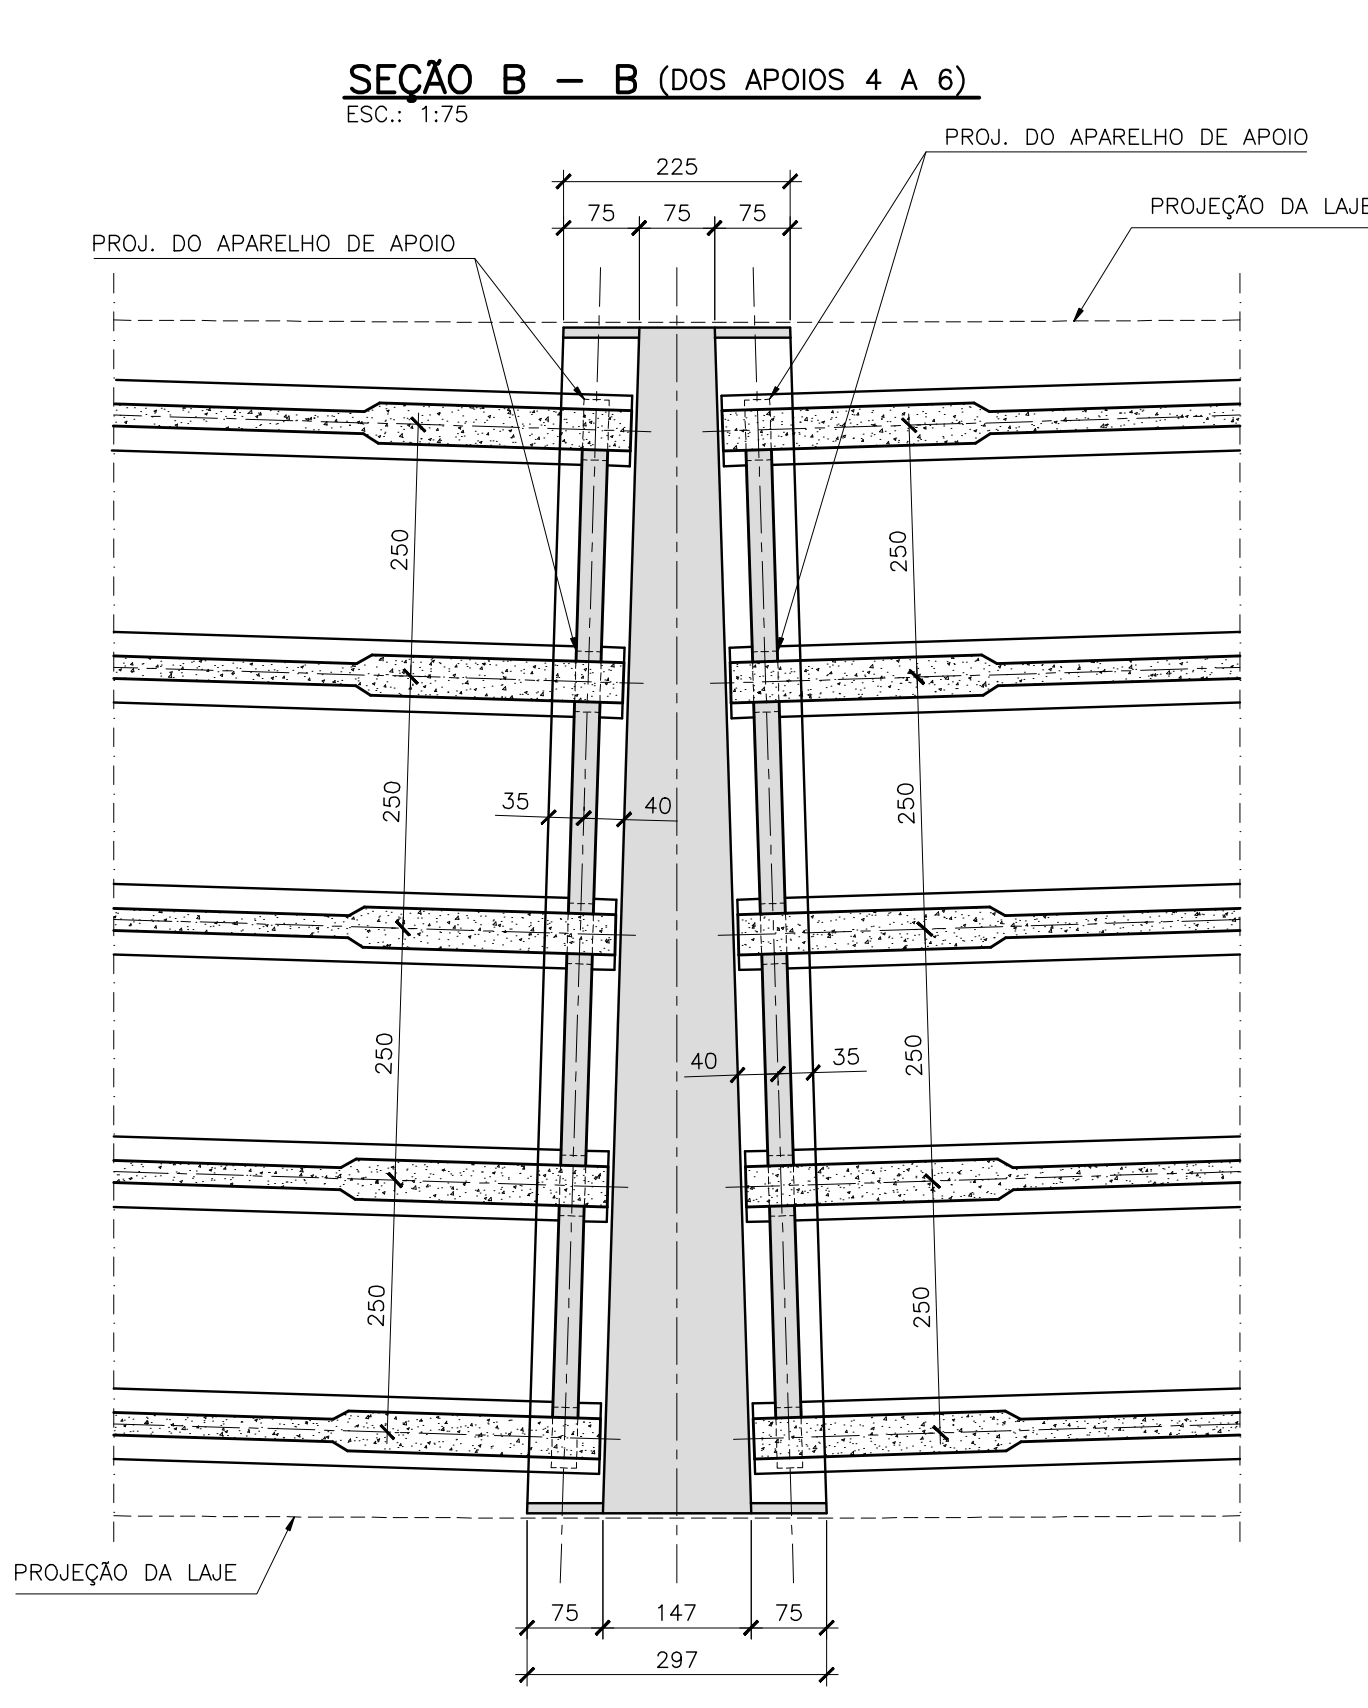 SEÇÃO B - B (DOS APOIOS 4 A 6)
ESC.: 1:75
PROJ. DO APARELHO DE APOIO
225
PROJEÇÃO DA LAJE
75 75 75
PROJ. DO APARELHO DE APOIO
250 250
250 250
35 40
250 250
40 35
250 250
PROJEÇÃO DA LAJE
75 147 75
297